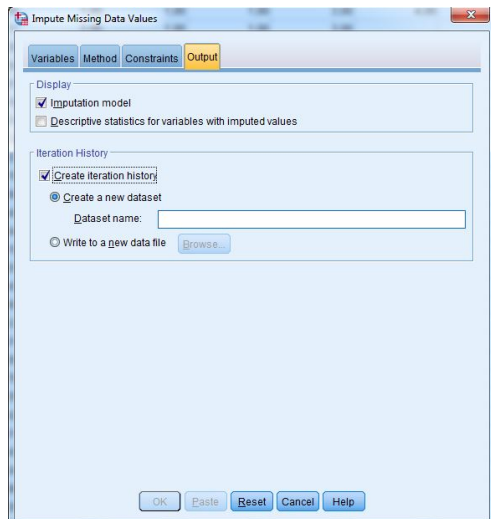 Impute Missing Data Values
Variables Method Constraints Output
Display
Imputation model
Descriptive statistics for variables with imputed values
Iteration History
Create iteration history
Create a new dataset
Dataset name:
Write to a new data file Browse...
OK Paste Reset Cancel Help